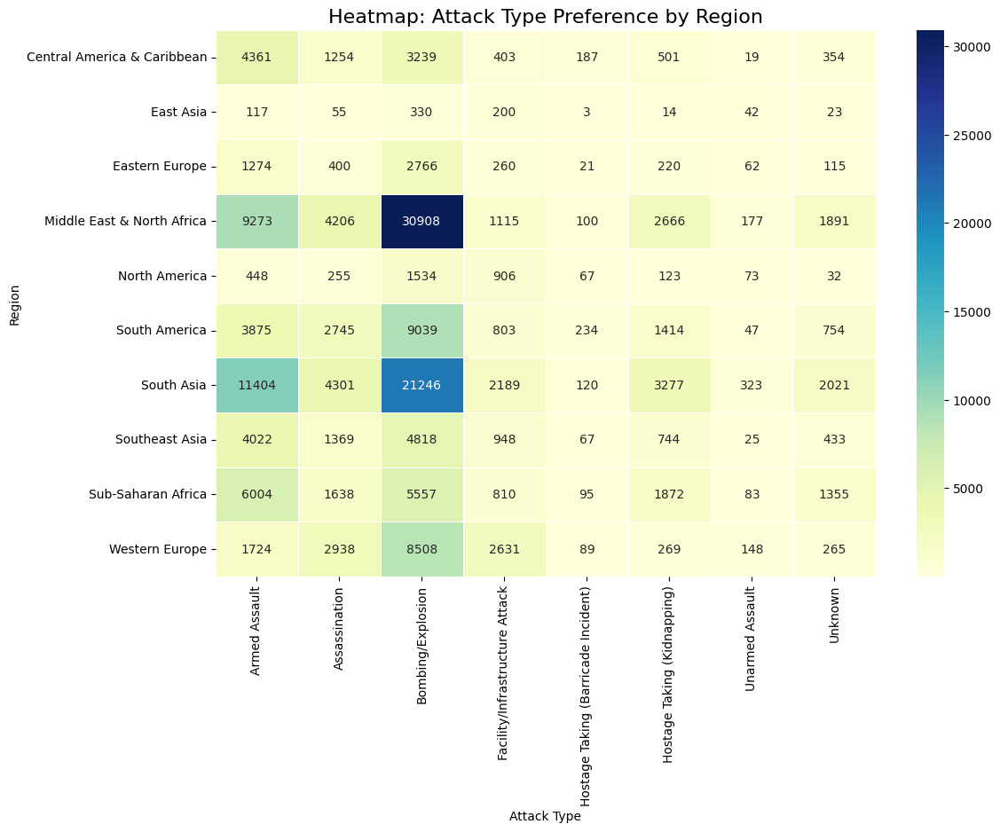 Heatmap: Attack Type Preference by Region
Region
Central America & Caribbean 4361 1254 3239 403 187 501 19 354
East Asia 117 55 330 200 3 14 42 23
Eastern Europe 1274 400 2766 260 21 220 62 115
Middle East & North Africa 9273 4206 30908 1115 100 2666 177 1891
North America 448 255 1534 906 67 123 73 32
South America 3875 2745 9039 803 234 1414 47 754
South Asia 11404 4301 21246 2189 120 3277 323 2021
Southeast Asia 4022 1369 4818 948 67 744 25 433
Sub-Saharan Africa 6004 1638 5557 810 95 1872 83 1355
Western Europe 1724 2938 8508 2631 89 269 148 265
Armed Assault
Assassination
Bombing/Explosion
Facility/Infrastructure Attack
Hostage Taking (Barricade Incident)
Hostage Taking (Kidnapping)
Unarmed Assault
Unknown
Attack Type
30000
25000
20000
15000
10000
5000